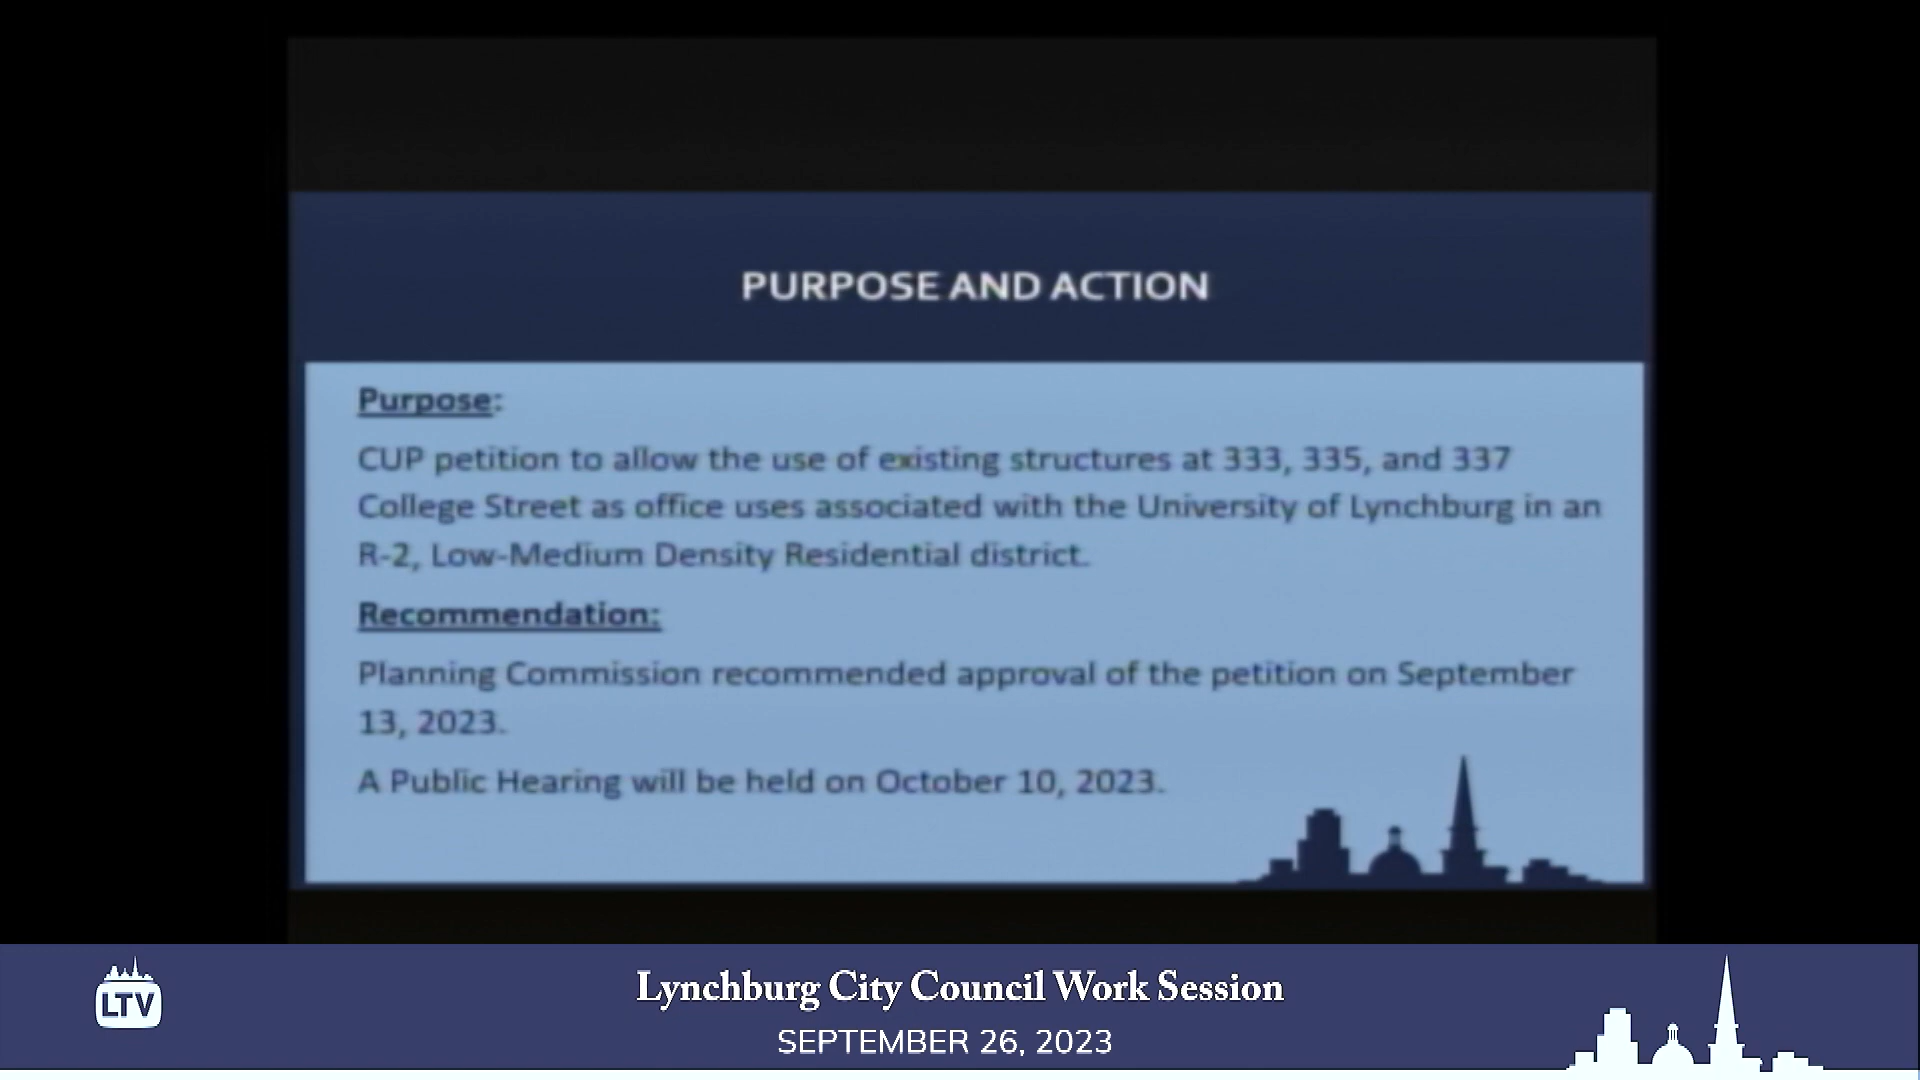 PURPOSE AND ACTION
Purpose:
CUP petition to allow the use of existing structures at 333, 335, and 337
College Street as office uses associated with the University of Lynchburg in an
R-2, Low-Medium Density Residential district.
Recommendation:
Planning Commission recommended approval of the petition on September
13, 2023.
A Public Hearing will be held on October 10, 2023.
LTV
Lynchburg City Council Work Session
SEPTEMBER 26, 2023